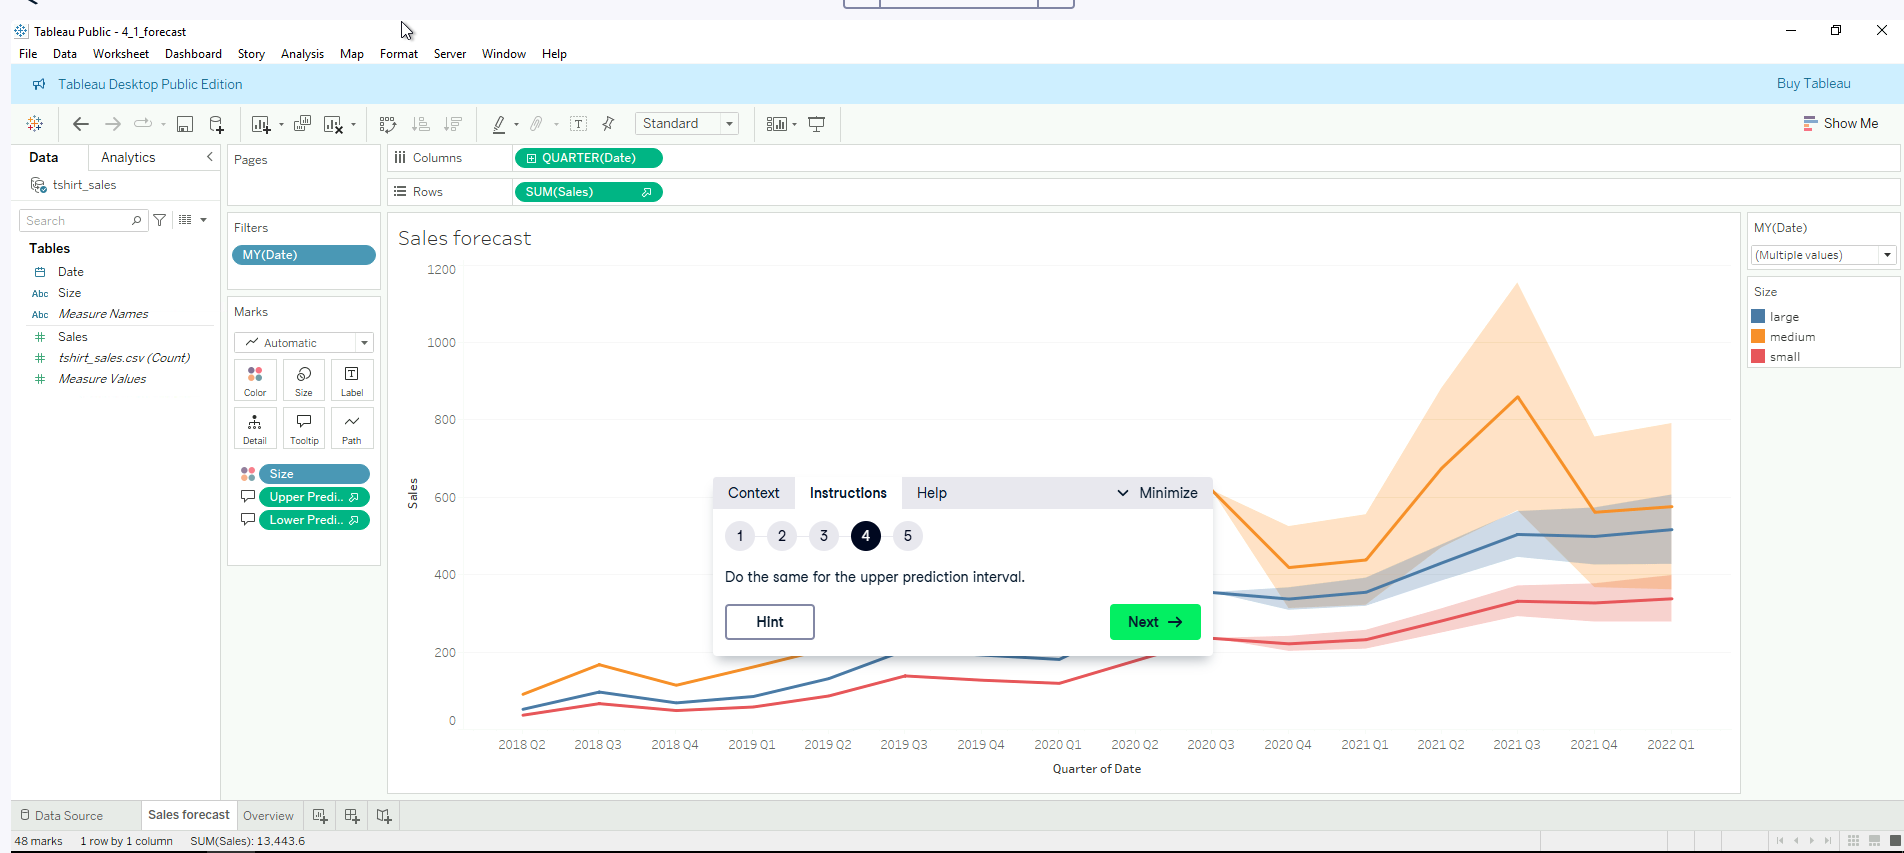 Tableau Public - 4_1_forecast
File Data Worksheet Dashboard Story Analysis Map Format Server Window Help
Tableau Desktop Public Edition
Buy Tableau
Standard
Show Me
Data
Analytics
tshirt_sales
Search
Tables
Date
Abc Size
Abc Measure Names
Sales
tshirt_sales.csv (Count)
Measure Values
Pages
Filters
MY(Date)
Marks
Automatic
Color
Size
Label
Detail
Tooltip
Path
Size
Upper Predi..
Lower Predi..
Columns
QUARTER(Date)
Rows
SUM(Sales)
Sales forecast
1200
1000
800
600
400
200
0
Sales
2018 Q2 2018 Q3 2018 Q4 2019 Q1 2019 Q2 2019 Q3 2019 Q4 2020 Q1 2020 Q2 2020 Q3 2020 Q4 2021 Q1 2021 Q2 2021 Q3 2021 Q4 2022 Q1
Quarter of Date
Context
Instructions
Help
Minimize
1 2 3 4 5
Do the same for the upper prediction interval.
Hint
Next
MY(Date)
(Multiple values)
Size
large
medium
small
Data Source
Sales forecast
Overview
48 marks 1 row by 1 column SUM(Sales): 13,443.6